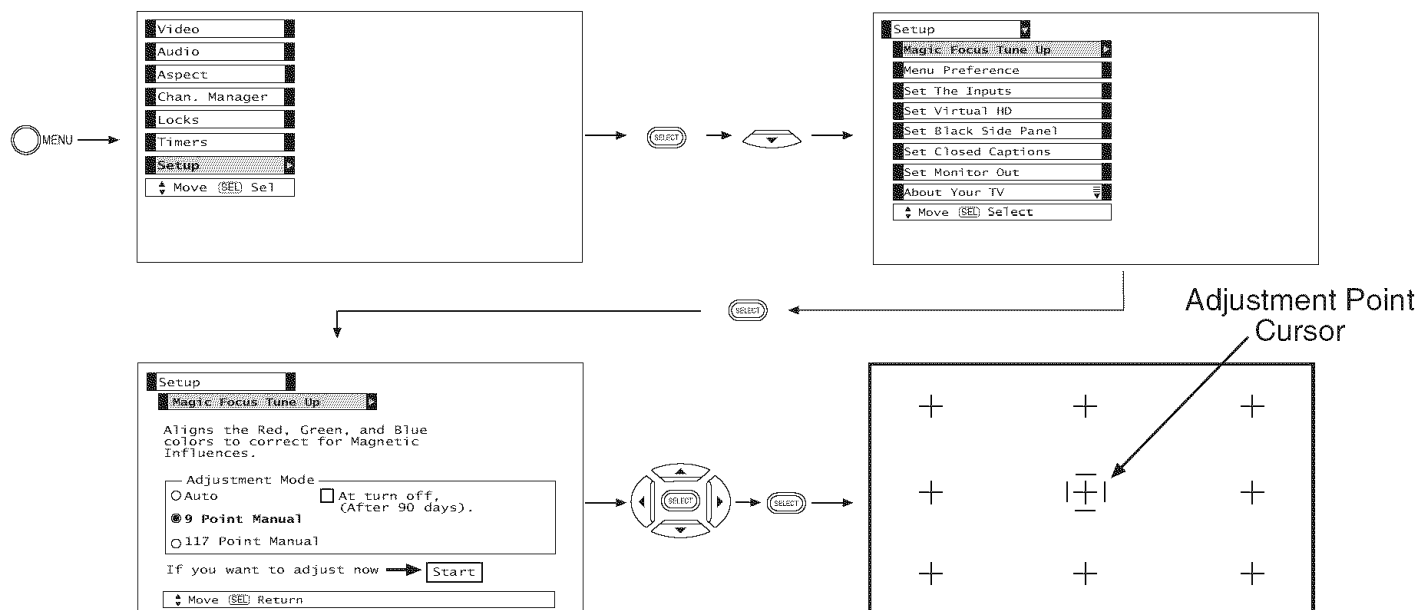 MENU
Video
Audio
Aspect
Chan. Manager
Locks
Timers
Setup
Move SEL Sel
SELECT
Setup
Magic Focus Tune Up
Menu Preference
Set The Inputs
Set Virtual HD
Set Black Side Panel
Set Closed Captions
Set Monitor Out
About Your TV
Move SEL Select
SELECT
Adjustment Point
Cursor
Setup
Magic Focus Tune Up
Aligns the Red, Green, and Blue
colors to correct for Magnetic
Influences.
Adjustment Mode
Auto
At turn off,
(After 90 days).
9 Point Manual
117 Point Manual
If you want to adjust now
Start
Move SEL Return
SELECT
SELECT